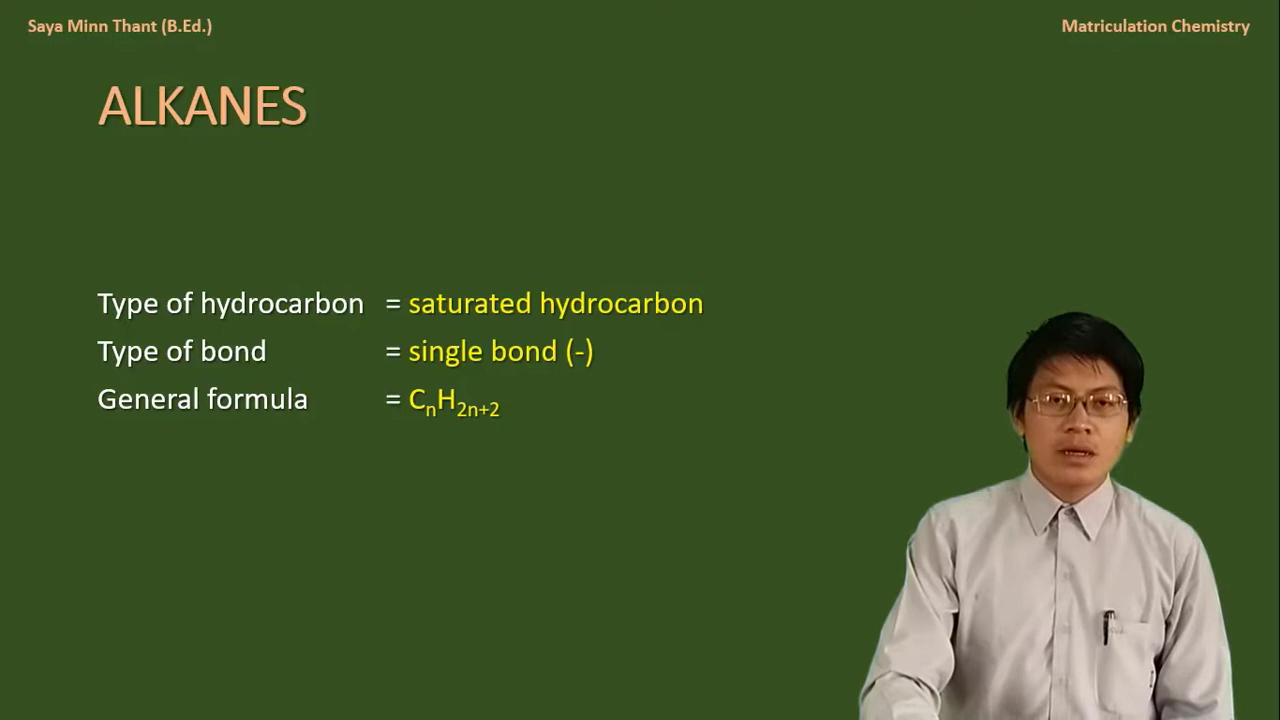 Saya Minn Thant (B.Ed.)
Matriculation Chemistry
ALKANES
Type of hydrocarbon = saturated hydrocarbon
Type of bond = single bond (-)
General formula = CₙH₂ₙ₊₂